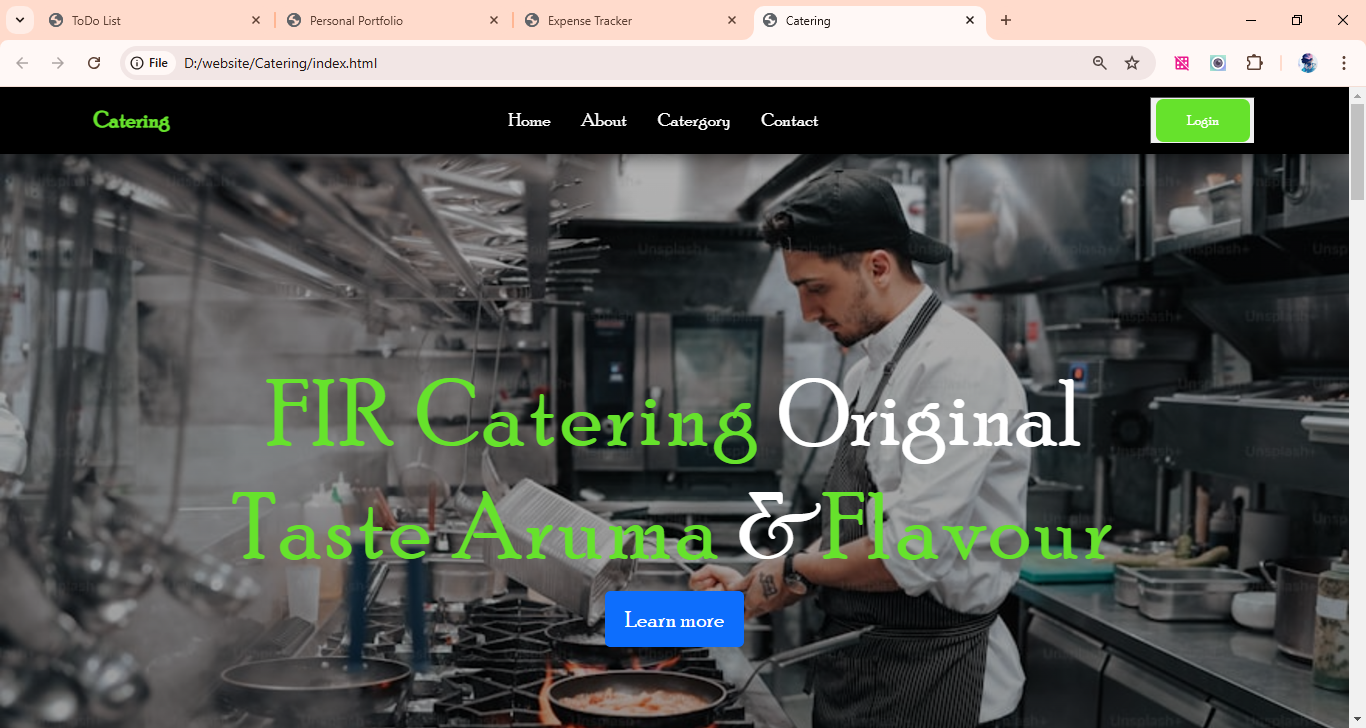 ToDo List
Personal Portfolio
Expense Tracker
Catering
File
D:/website/Catering/index.html
Catering
Home
About
Catergory
Contact
Login
Unsplash+
FIR Catering Original
Taste Aruma &Flavour
Learn more